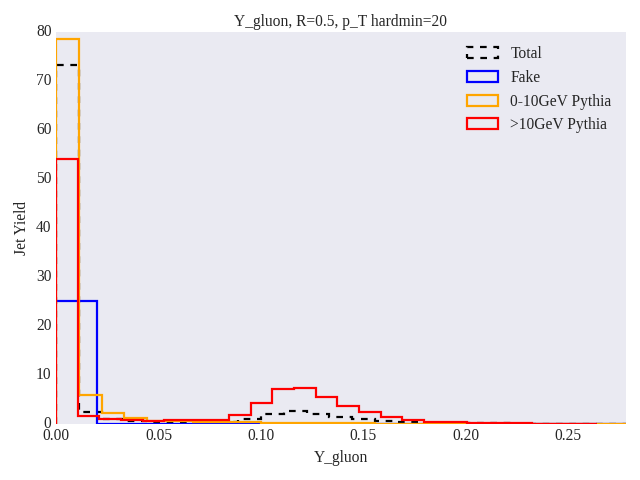 Y_gluon, R=0.5, p_T hardmin=20
80
70
60
50
40
30
20
10
0
Jet Yield
Total
Fake
0-10GeV Pythia
>10GeV Pythia
0.00 0.05 0.10 0.15 0.20 0.25
Y_gluon